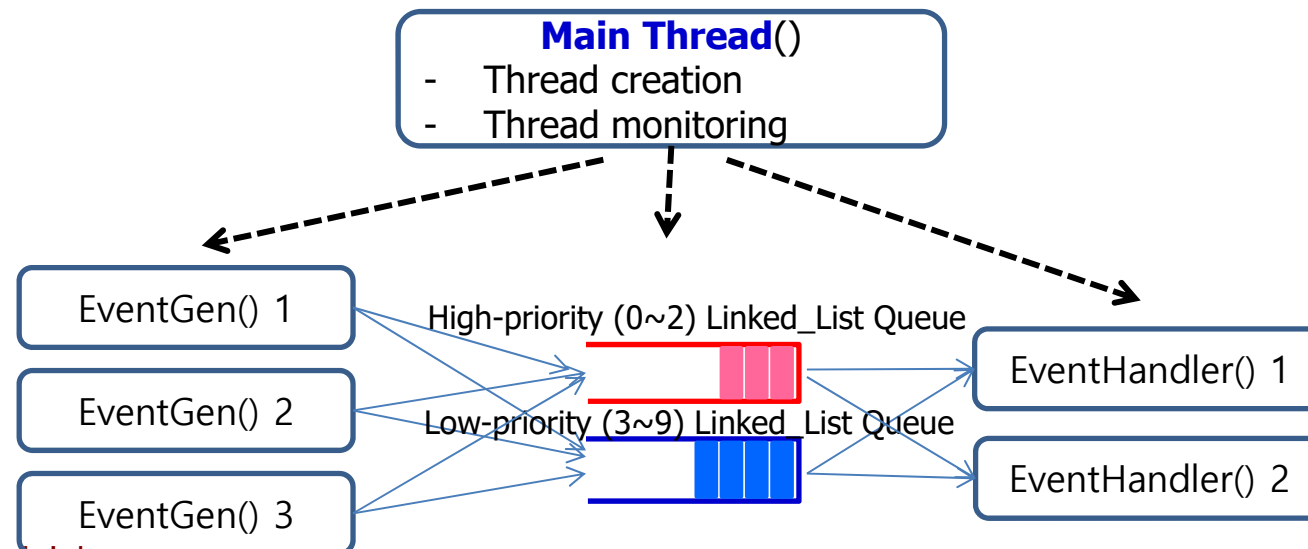 Main Thread()
- Thread creation
- Thread monitoring
EventGen() 1
High-priority (0~2) Linked_List Queue
EventHandler() 1
EventGen() 2
Low-priority (3~9) Linked_List Queue
EventHandler() 2
EventGen() 3